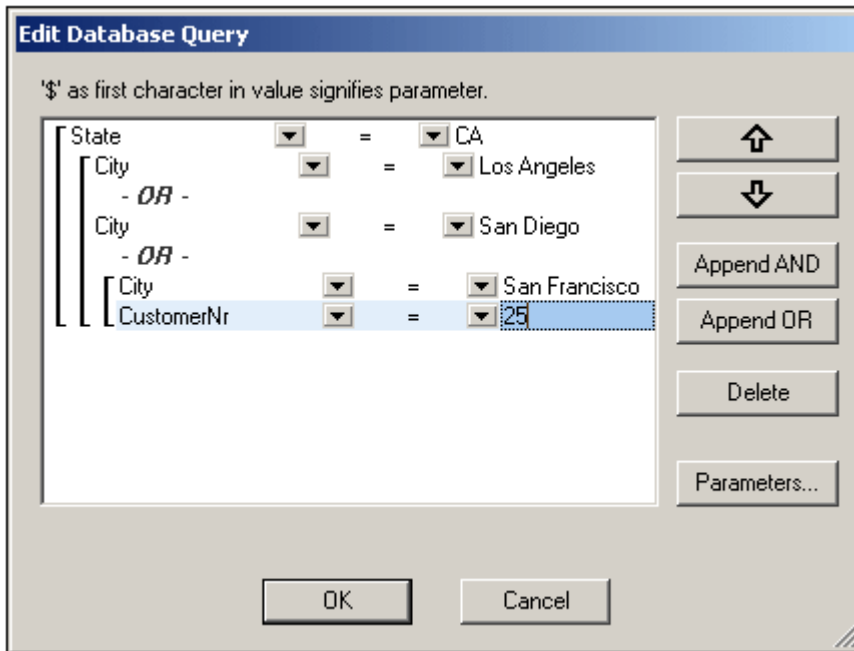 Edit Database Query
'$' as first character in value signifies parameter.
State = CA
City = Los Angeles
- OR -
City = San Diego
- OR -
City = San Francisco
CustomerNr = 25
Append AND
Append OR
Delete
Parameters...
OK Cancel